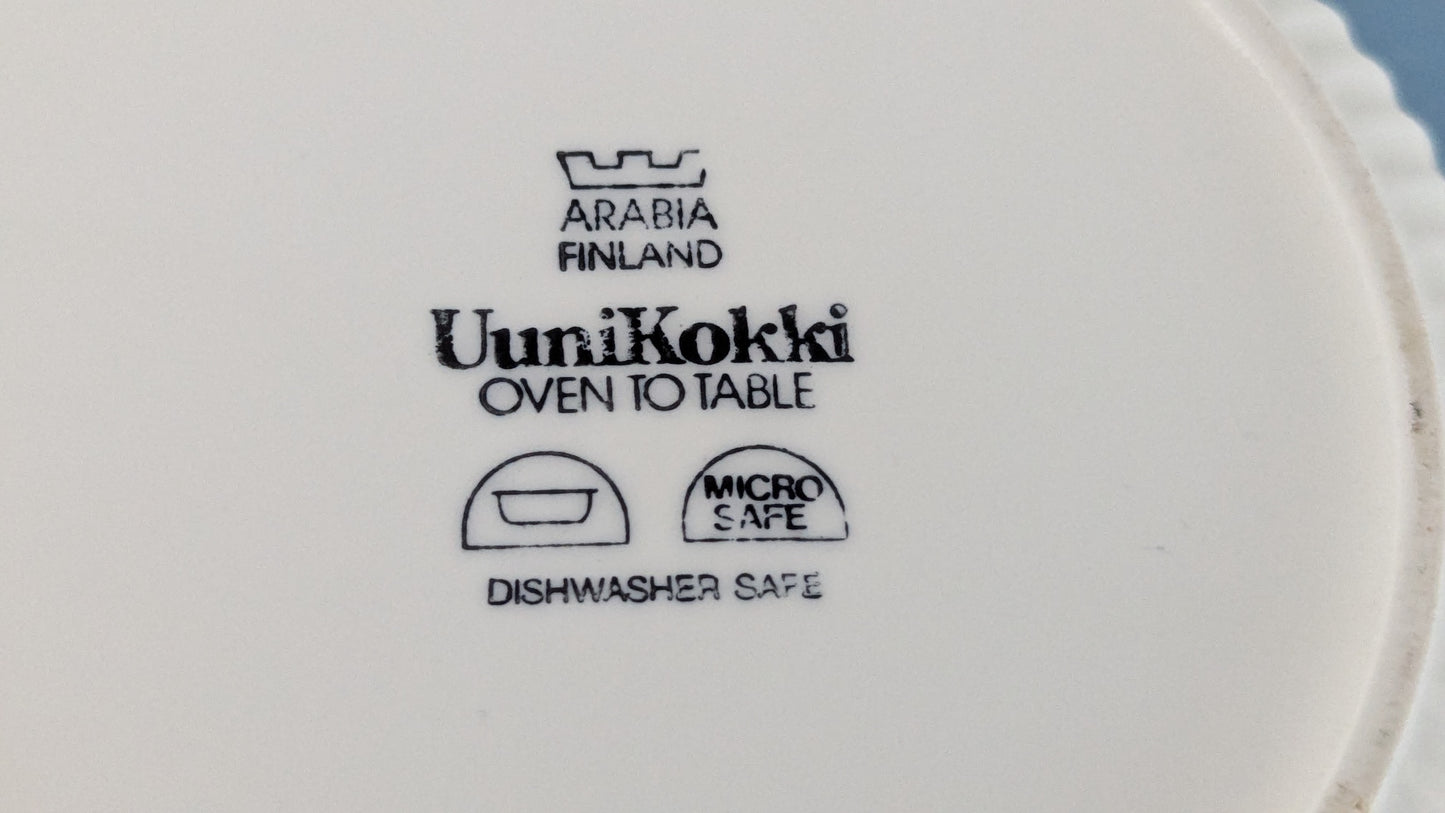 ARABIA
FINLAND
UuniKokki
OVEN TO TABLE
MICRO
SAFE
DISHWASHER SAFE